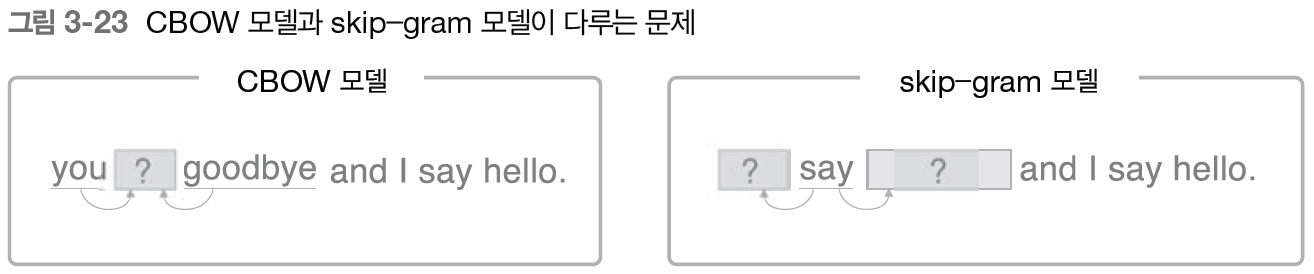 그림 3-23 CBOW 모델과 skip-gram 모델이 다루는 문제
CBOW 모델
you ? goodbye and I say hello.
skip-gram 모델
? say ? and I say hello.